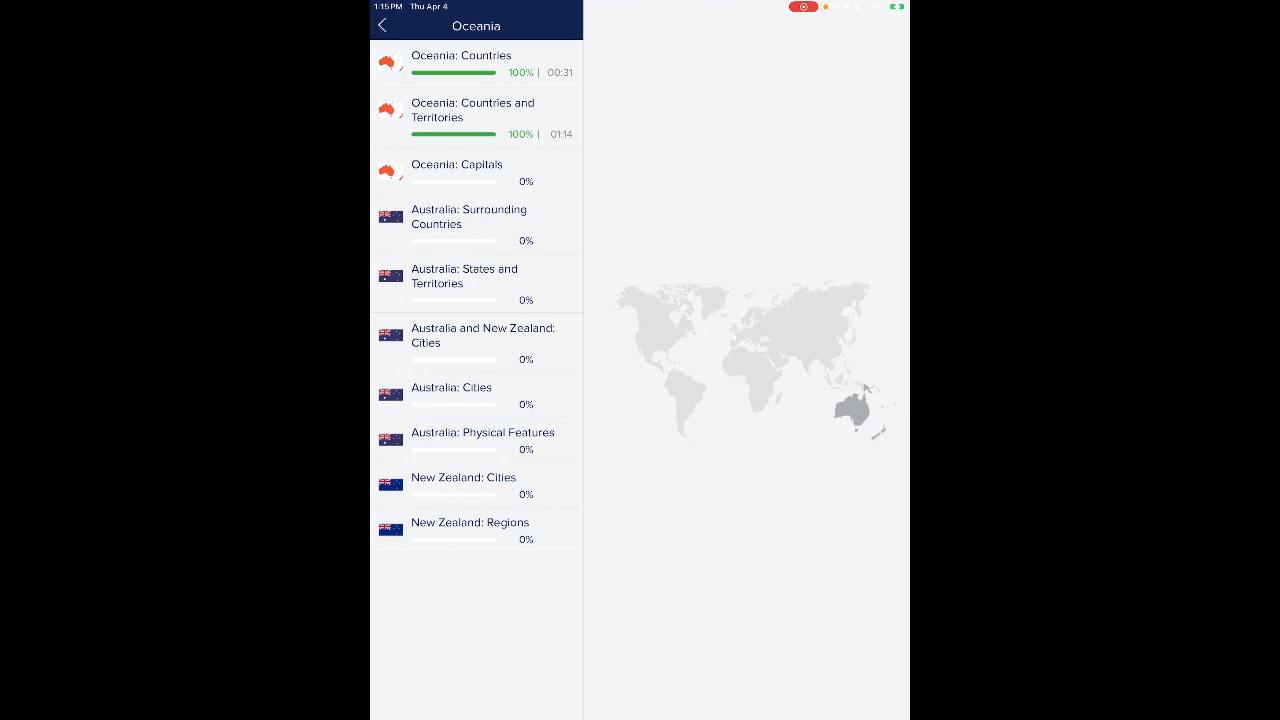 1:15 PM Thu Apr 4
Oceania
Oceania: Countries
100% | 00:31
Oceania: Countries and
Territories
100% | 01:14
Oceania: Capitals
0%
Australia: Surrounding
Countries
0%
Australia: States and
Territories
0%
Australia and New Zealand:
Cities
0%
Australia: Cities
0%
Australia: Physical Features
0%
New Zealand: Cities
0%
New Zealand: Regions
0%